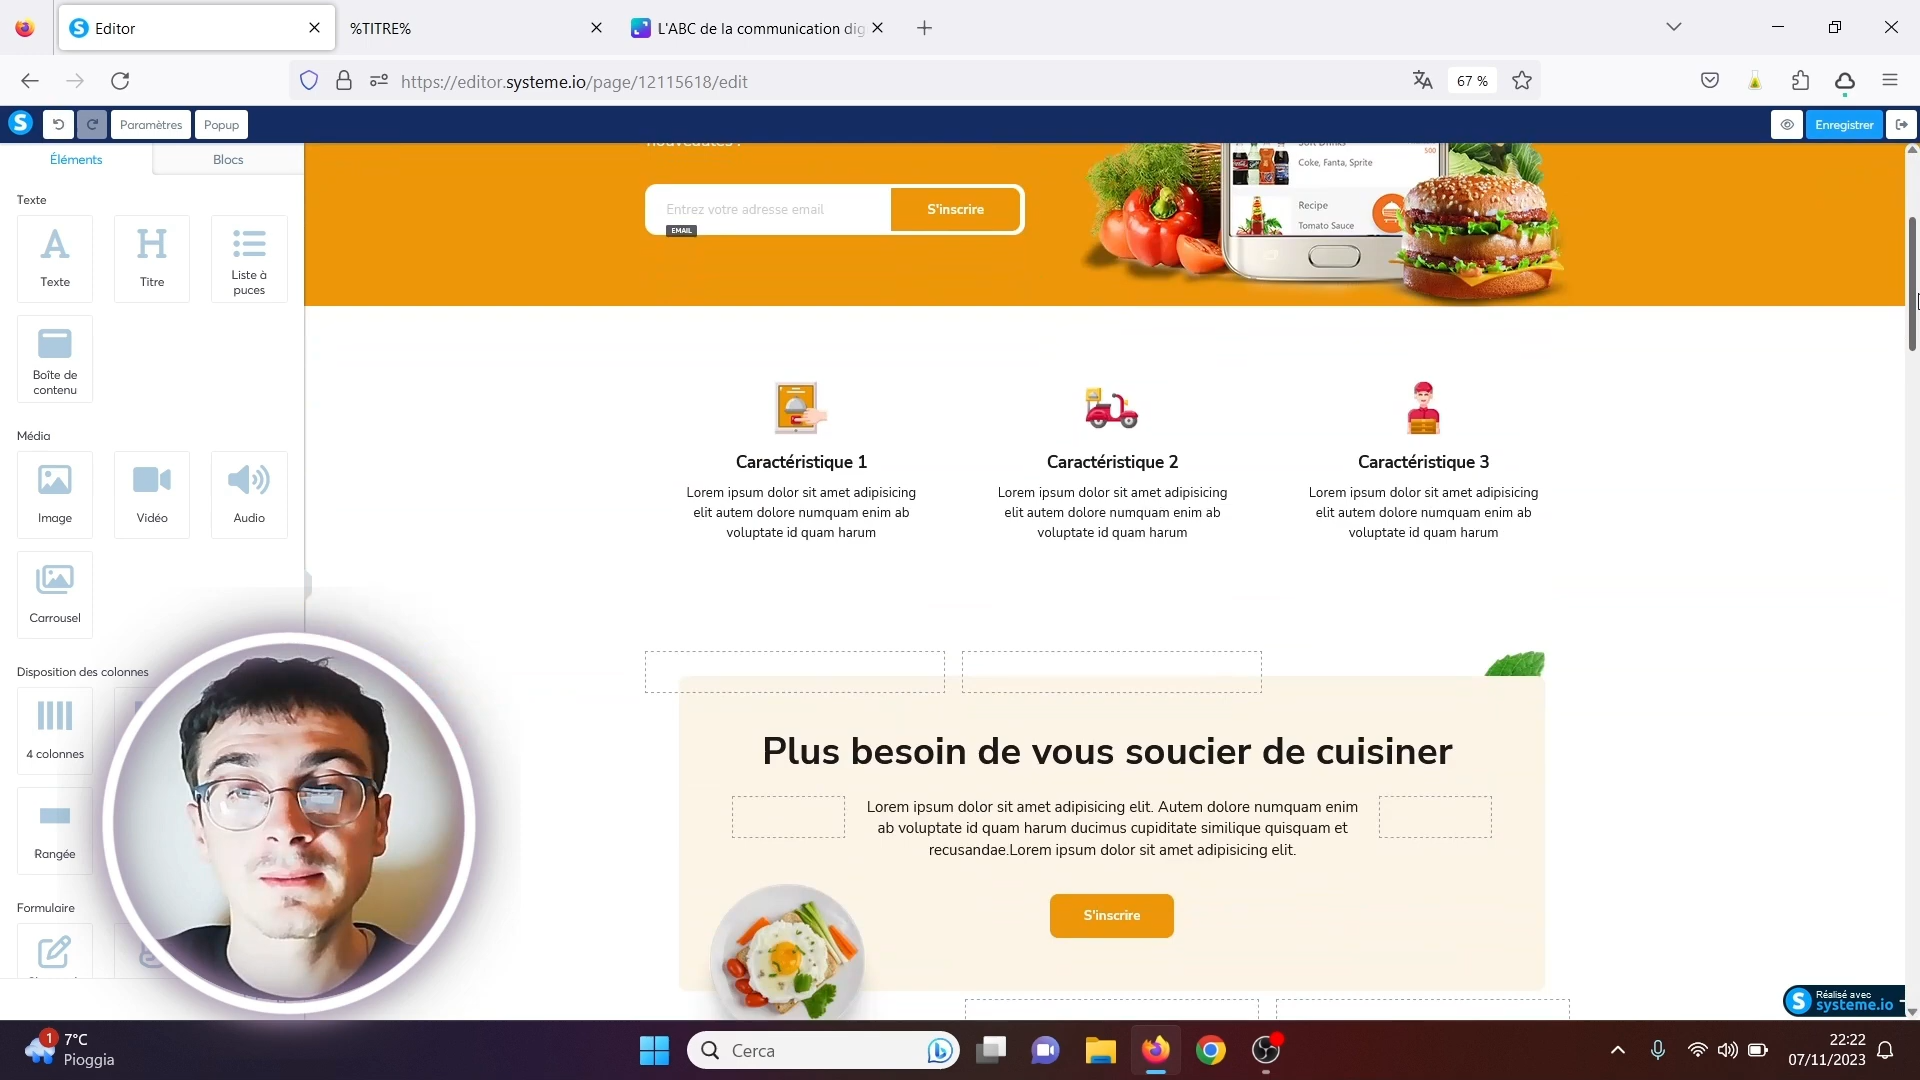 Editor
%TITRE%
L'ABC de la communication dig
https://editor.systeme.io/page/12115618/edit
67 %
S
Paramètres
Popup
Enregistrer
Éléments
Blocs
Texte
Texte
Titre
Liste à
puces
Boîte de
contenu
Média
Image
Vidéo
Audio
Carrousel
Disposition des colonnes
4 colonnes
Rangée
Formulaire
nouveautés !
Entrez votre adresse email
EMAIL
S'inscrire
Soft Drinks
500
Coke, Fanta, Sprite
Recipe
Tomato Sauce
Caractéristique 1
Lorem ipsum dolor sit amet adipisicing
elit autem dolore numquam enim ab
voluptate id quam harum
Caractéristique 2
Lorem ipsum dolor sit amet adipisicing
elit autem dolore numquam enim ab
voluptate id quam harum
Caractéristique 3
Lorem ipsum dolor sit amet adipisicing
elit autem dolore numquam enim ab
voluptate id quam harum
Plus besoin de vous soucier de cuisiner
Lorem ipsum dolor sit amet adipisicing elit. Autem dolore numquam enim
ab voluptate id quam harum ducimus cupiditate similique quisquam et
recusandae.Lorem ipsum dolor sit amet adipisicing elit.
S'inscrire
Réalisé avec
systeme.io
1
7°C
Pioggia
Cerca
22:22
07/11/2023